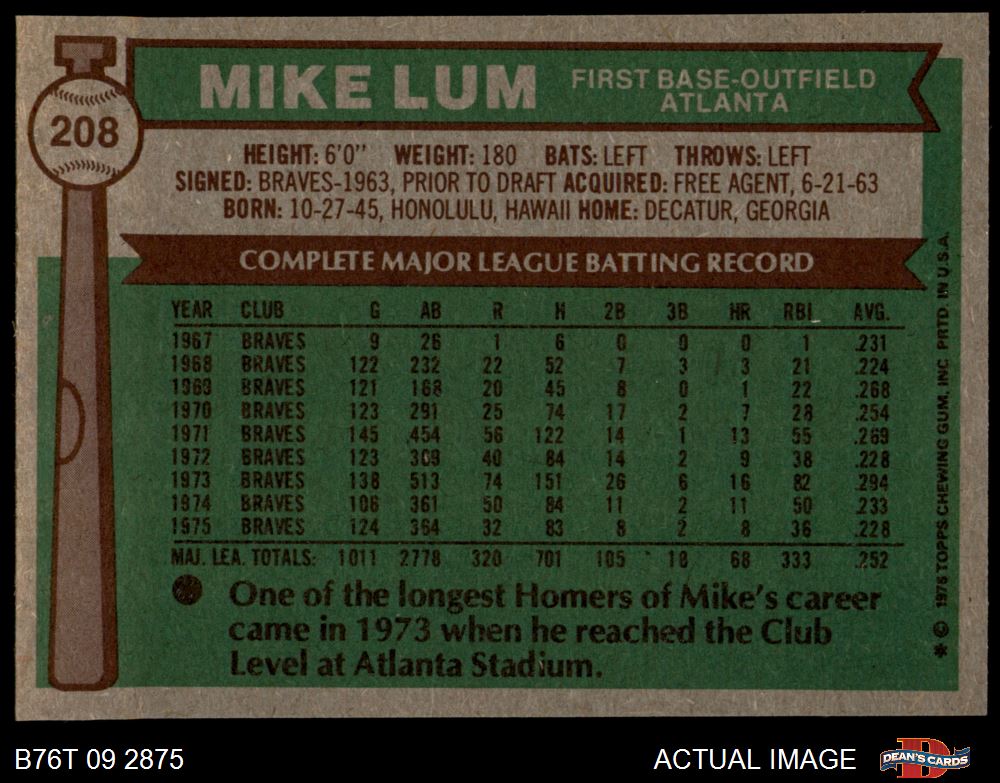 208
MIKE LUM FIRST BASE-OUTFIELD
ATLANTA
HEIGHT: 6'0" WEIGHT: 180 BATS: LEFT THROWS: LEFT
SIGNED: BRAVES-1963, PRIOR TO DRAFT ACQUIRED: FREE AGENT, 6-21-63
BORN: 10-27-45, HONOLULU, HAWAII HOME: DECATUR, GEORGIA
COMPLETE MAJOR LEAGUE BATTING RECORD
YEAR CLUB G AB R H 2B 3B HR RBI AVG.
1967 BRAVES 9 26 1 6 0 0 0 1 .231
1968 BRAVES 122 232 22 52 7 3 3 21 .224
1969 BRAVES 121 168 20 45 8 0 1 22 .268
1970 BRAVES 123 291 25 74 17 2 7 28 .254
1971 BRAVES 145 454 56 122 14 1 13 55 .269
1972 BRAVES 123 369 40 84 14 2 9 38 .228
1973 BRAVES 138 513 74 151 26 6 16 82 .294
1974 BRAVES 106 361 50 84 11 2 11 50 .233
1975 BRAVES 124 364 32 83 8 2 8 36 .228
MAJ. LEA. TOTALS: 1011 2778 320 701 105 18 68 333 .252
One of the longest Homers of Mike's career
came in 1973 when he reached the Club
Level at Atlanta Stadium.
* © 1976 TOPPS CHEWING GUM, INC PRTD. IN U.S.A.
B76T 09 2875 ACTUAL IMAGE DEAN'S CARDS